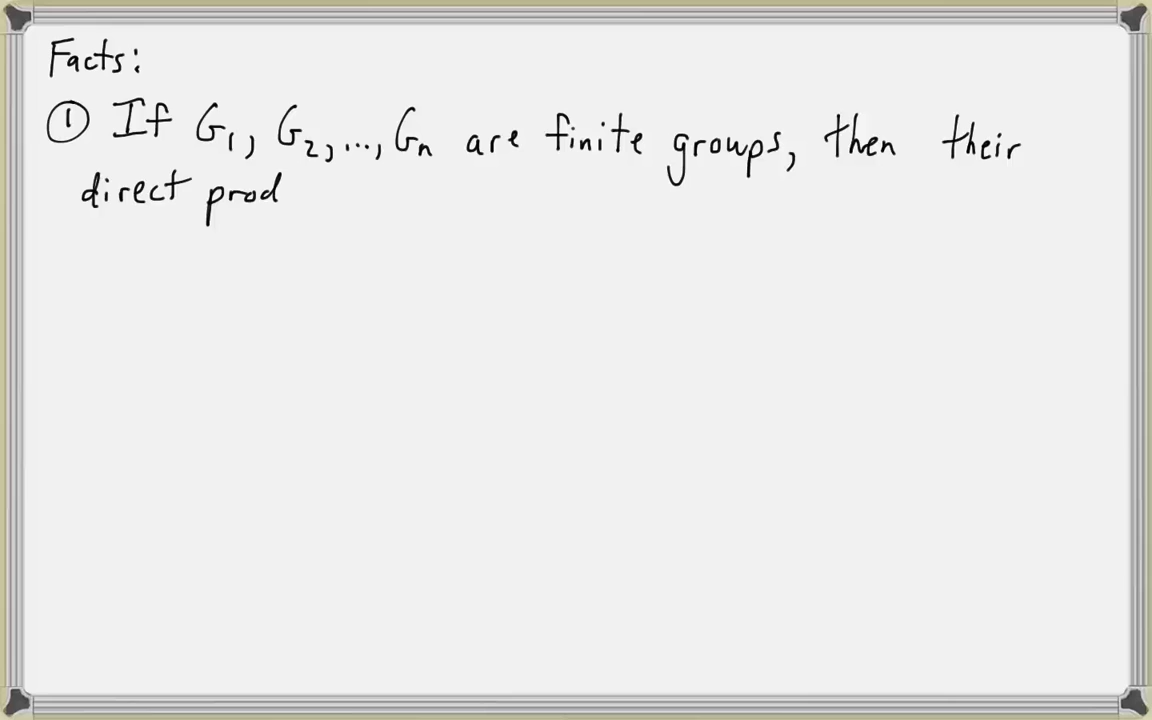 Facts:
① If G₁, G₂, ..., Gₙ are finite groups, then their
direct prod